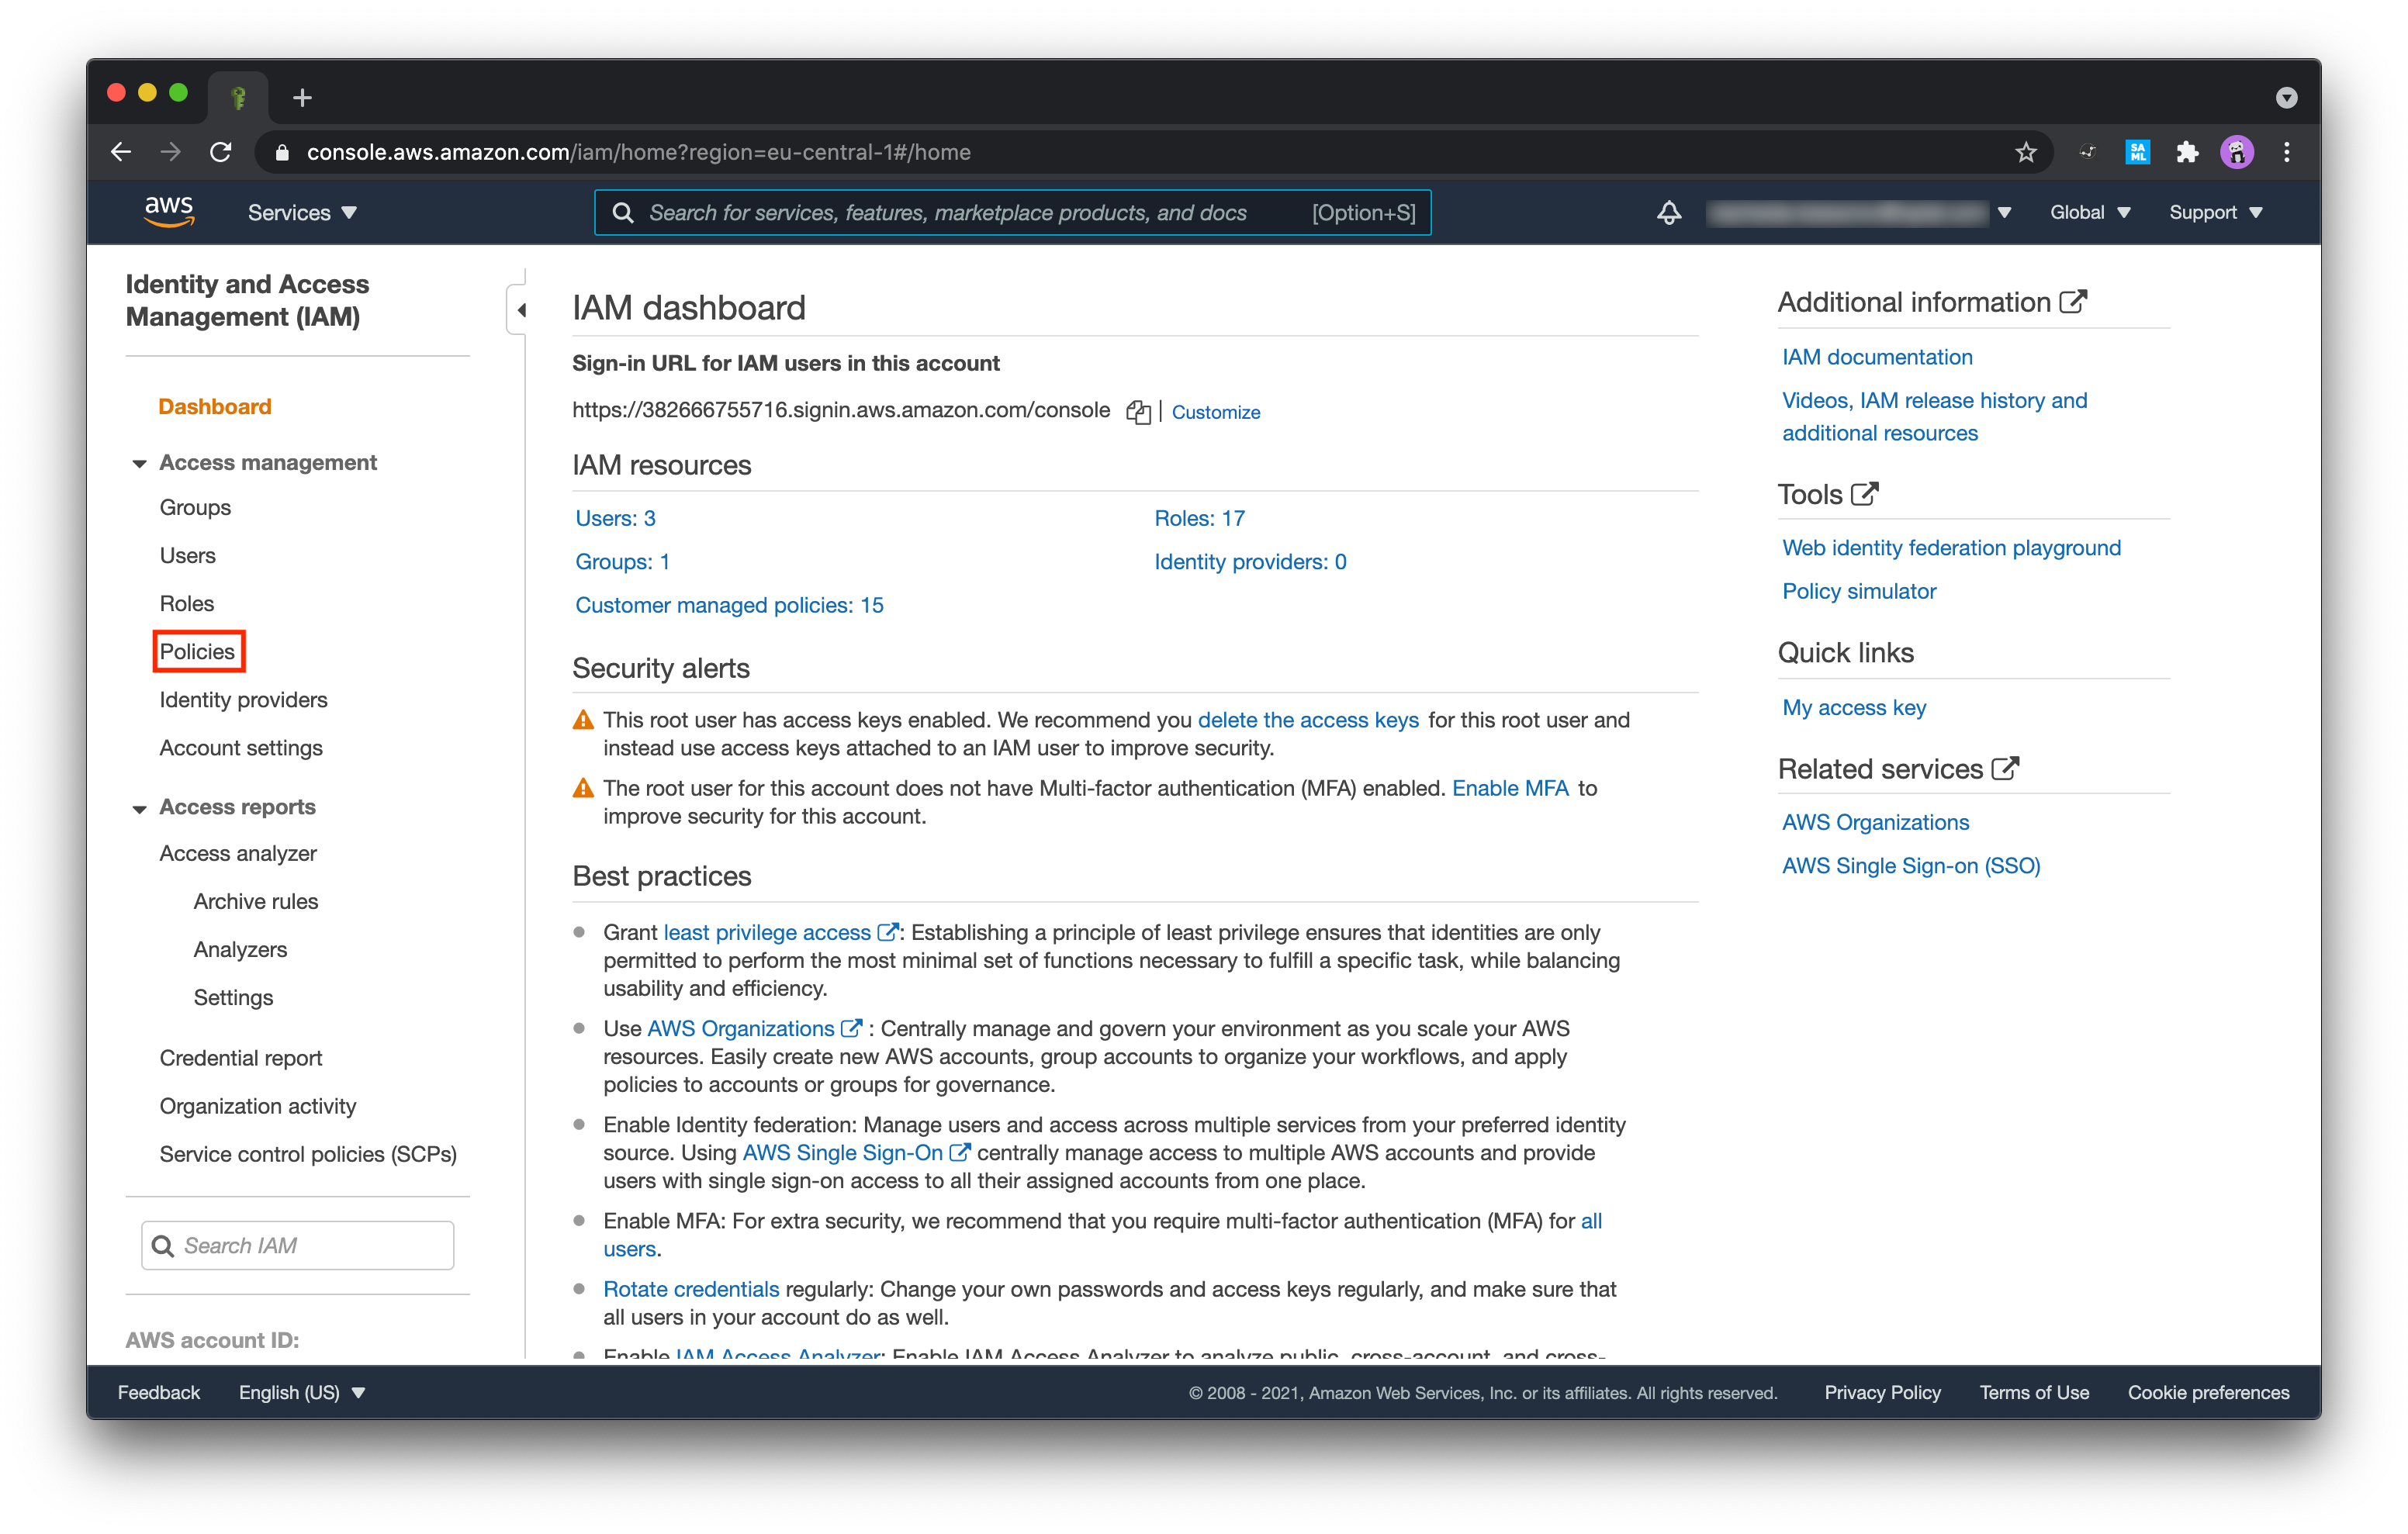 console.aws.amazon.com/iam/home?region=eu-central-1#/home
SA
ML
aws
Services
Search for services, features, marketplace products, and docs
[Option+S]
Global
Support
Identity and Access
Management (IAM)
Dashboard
Access management
Groups
Users
Roles
Policies
Identity providers
Account settings
Access reports
Access analyzer
Archive rules
Analyzers
Settings
Credential report
Organization activity
Service control policies (SCPs)
Search IAM
AWS account ID:
IAM dashboard
Sign-in URL for IAM users in this account
https://382666755716.signin.aws.amazon.com/console | Customize
IAM resources
Users: 3
Roles: 17
Groups: 1
Identity providers: 0
Customer managed policies: 15
Security alerts
This root user has access keys enabled. We recommend you delete the access keys for this root user and
instead use access keys attached to an IAM user to improve security.
The root user for this account does not have Multi-factor authentication (MFA) enabled. Enable MFA to
improve security for this account.
Best practices
Grant least privilege access : Establishing a principle of least privilege ensures that identities are only
permitted to perform the most minimal set of functions necessary to fulfill a specific task, while balancing
usability and efficiency.
Use AWS Organizations : Centrally manage and govern your environment as you scale your AWS
resources. Easily create new AWS accounts, group accounts to organize your workflows, and apply
policies to accounts or groups for governance.
Enable Identity federation: Manage users and access across multiple services from your preferred identity
source. Using AWS Single Sign-On centrally manage access to multiple AWS accounts and provide
users with single sign-on access to all their assigned accounts from one place.
Enable MFA: For extra security, we recommend that you require multi-factor authentication (MFA) for all
users.
Rotate credentials regularly: Change your own passwords and access keys regularly, and make sure that
all users in your account do as well.
Enable IAM Access Analyzer: Enable IAM Access Analyzer to analyze public, cross-account, and cross-
Additional information
IAM documentation
Videos, IAM release history and
additional resources
Tools
Web identity federation playground
Policy simulator
Quick links
My access key
Related services
AWS Organizations
AWS Single Sign-on (SSO)
Feedback
English (US)
© 2008 - 2021, Amazon Web Services, Inc. or its affiliates. All rights reserved.
Privacy Policy
Terms of Use
Cookie preferences